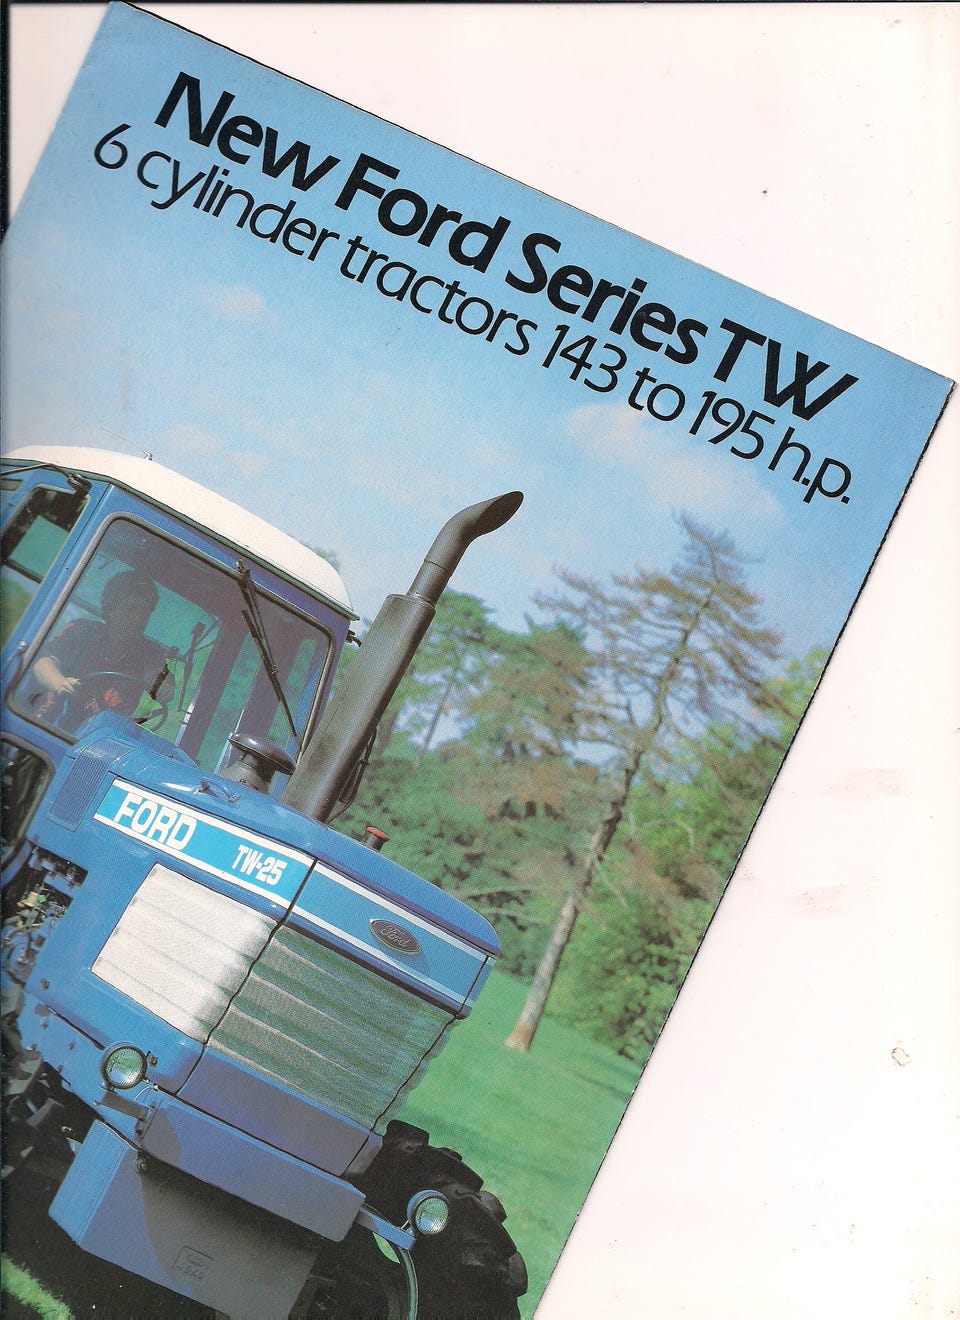 New Ford Series TW
6 cylinder tractors 143 to 195 h.p.
FORD
TW-25
Ford